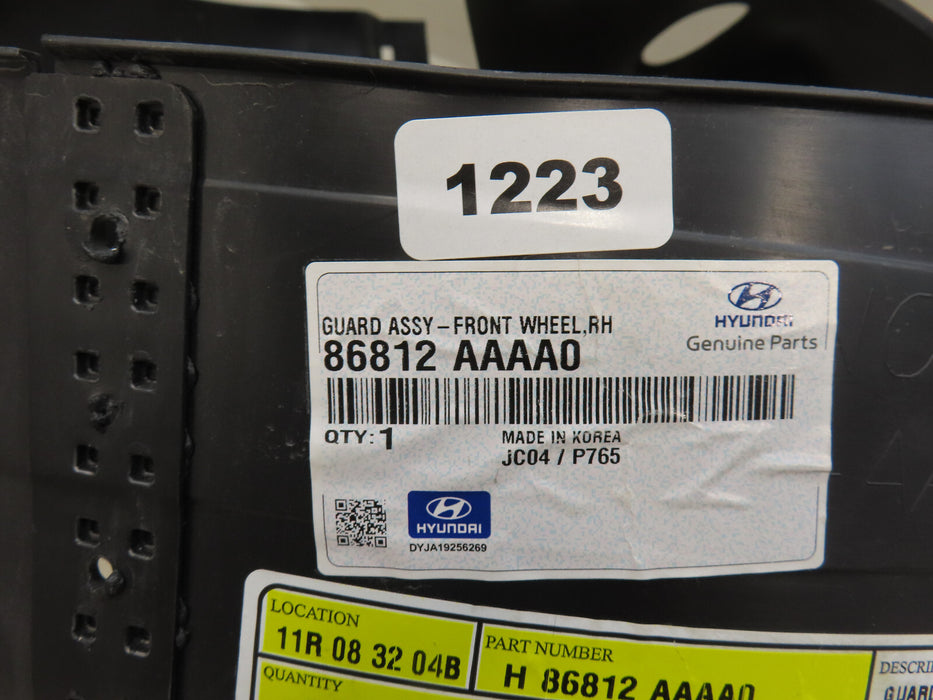 1223
GUARD ASSY-FRONT WHEEL,RH
86812 AAAA0
HYUNDAI
Genuine Parts
QTY: 1
MADE IN KOREA
JC04 / P765
HYUNDAI
DYJA19256269
LOCATION
11R 08 32 04B
PART NUMBER
H 86812 AAAA0
QUANTITY